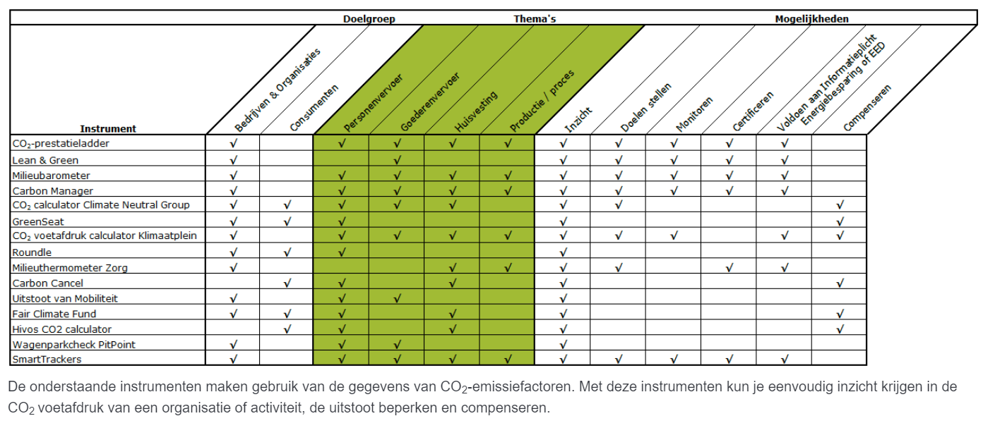 Doelgroep Thema's Mogelijkheden
Instrument Bedrijven & Organisaties Consumenten Personenvervoer Goederenvervoer Huisvesting Productie / proces Inzicht Doelen stellen Monitoren Certificeren Voldoen aan Informatieplicht Energiebesparing of EED Compenseren
CO₂-prestatieladder √ √ √ √ √ √ √ √ √ √
Lean & Green √ √ √ √ √ √ √
Milieubarometer √ √ √ √ √ √ √ √ √ √
Carbon Manager √ √ √ √ √ √ √ √ √ √
CO₂ calculator Climate Neutral Group √ √ √ √ √ √ √ √
GreenSeat √ √ √ √ √
CO₂ voetafdruk calculator Klimaatplein √ √ √ √ √ √ √ √ √ √
Roundle √ √ √ √
Milieuthermometer Zorg √ √ √ √ √ √ √
Carbon Cancel √ √ √ √ √
Uitstoot van Mobiliteit √ √ √ √
Fair Climate Fund √ √ √ √ √ √
Hivos CO2 calculator √ √ √ √ √
Wagenparkcheck PitPoint √ √ √ √
SmartTrackers √ √ √ √ √ √ √ √ √ √
De onderstaande instrumenten maken gebruik van de gegevens van CO₂-emissiefactoren. Met deze instrumenten kun je eenvoudig inzicht krijgen in de
CO₂ voetafdruk van een organisatie of activiteit, de uitstoot beperken en compenseren.